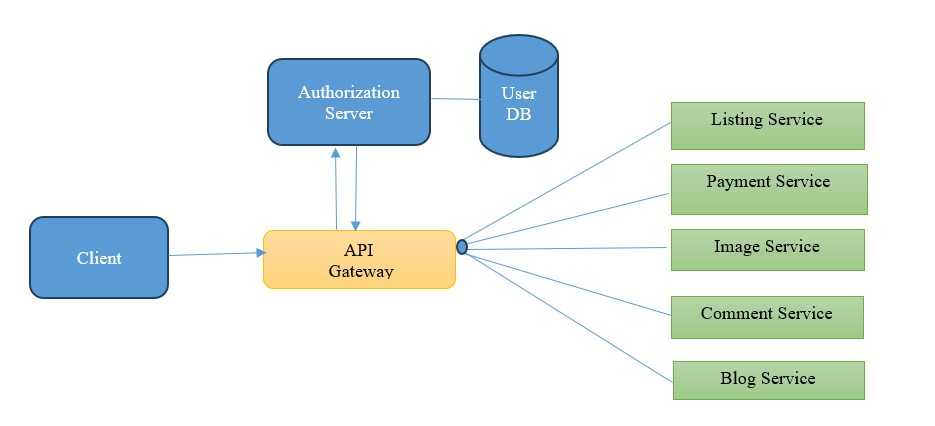 Authorization
Server
User
DB
Listing Service
Payment Service
Client
API
Gateway
Image Service
Comment Service
Blog Service